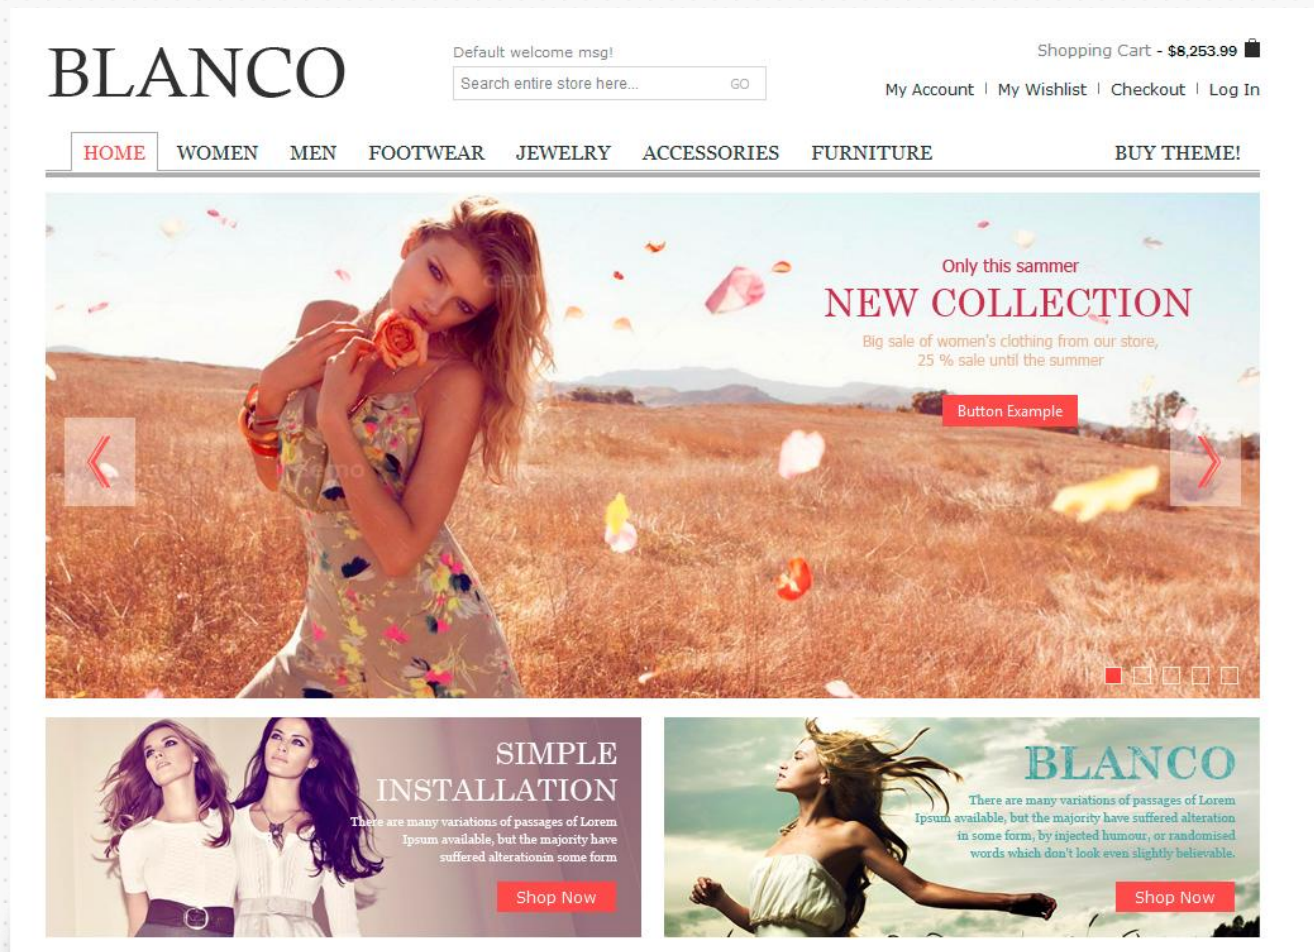 BLANCO
Default welcome msg!
Search entire store here...
GO
Shopping Cart - $8,253.99
My Account | My Wishlist | Checkout | Log In
HOME WOMEN MEN FOOTWEAR JEWELRY ACCESSORIES FURNITURE BUY THEME!
Only this sammer
NEW COLLECTION
Big sale of women's clothing from our store,
25 % sale until the summer
Button Example
SIMPLE
INSTALLATION
There are many variations of passages of Lorem
Ipsum available, but the majority have
suffered alterationin some form
Shop Now
BLANCO
There are many variations of passages of Lorem
Ipsum available, but the majority have suffered alteration
in some form, by injected humour, or randomised
words which don't look even slightly believable.
Shop Now